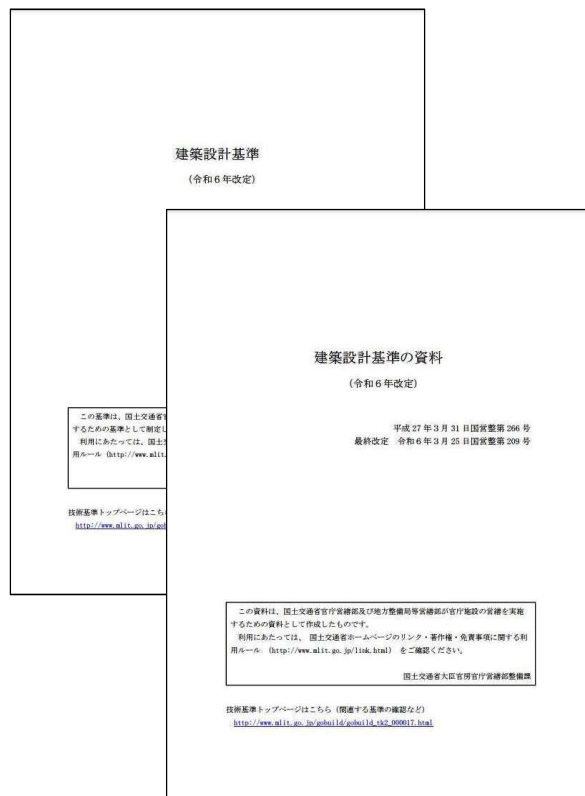 建築設計基準
(令和６年改定)
この基準は、国土交通省官
するための基準として制定し
利用にあたっては、国土
用ルール (http://www.mlit.
技術基準トップページはこちら
http://www.mlit.go.jp/gob
建築設計基準の資料
(令和６年改定)
平成 27 年３月 31 日国営整第 266 号
最終改定 令和６年３月 25 日国営整第 209 号
この資料は、国土交通省官庁営繕部及び地方整備局等営繕部が官庁施設の営繕を実施
するための資料として作成したものです。
利用にあたっては、 国土交通省ホームページのリンク・著作権・免責事項に関する利
用ルール (http://www.mlit.go.jp/link.html) をご確認ください。
国土交通省大臣官房官庁営繕部整備課
技術基準トップページはこちら（関連する基準の確認など）
http://www.mlit.go.jp/gobuild/gobuild_tk2_000017.html